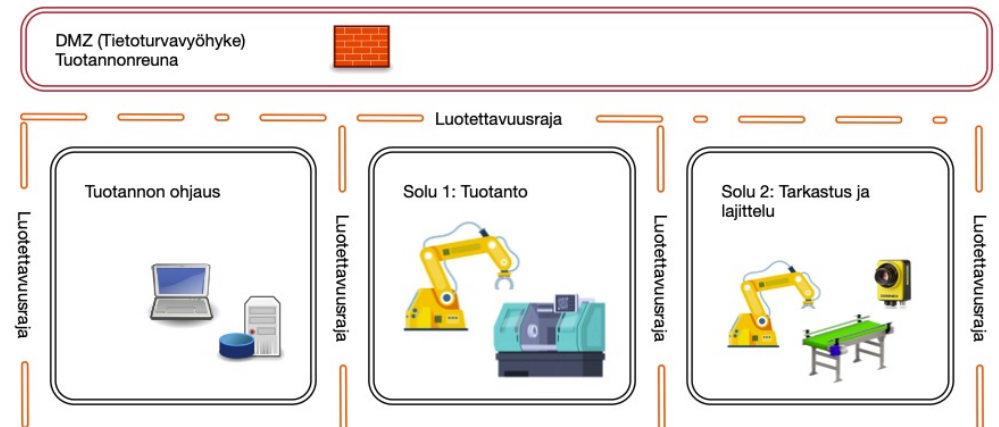 DMZ (Tietoturvavyöhyke)
Tuotannonreuna
Luotettavuusraja
Tuotannon ohjaus
Solu 1: Tuotanto
Solu 2: Tarkastus ja
lajittelu
Luotettavuusraja
Luotettavuusraja
Luotettavuusraja
Luotettavuusraja